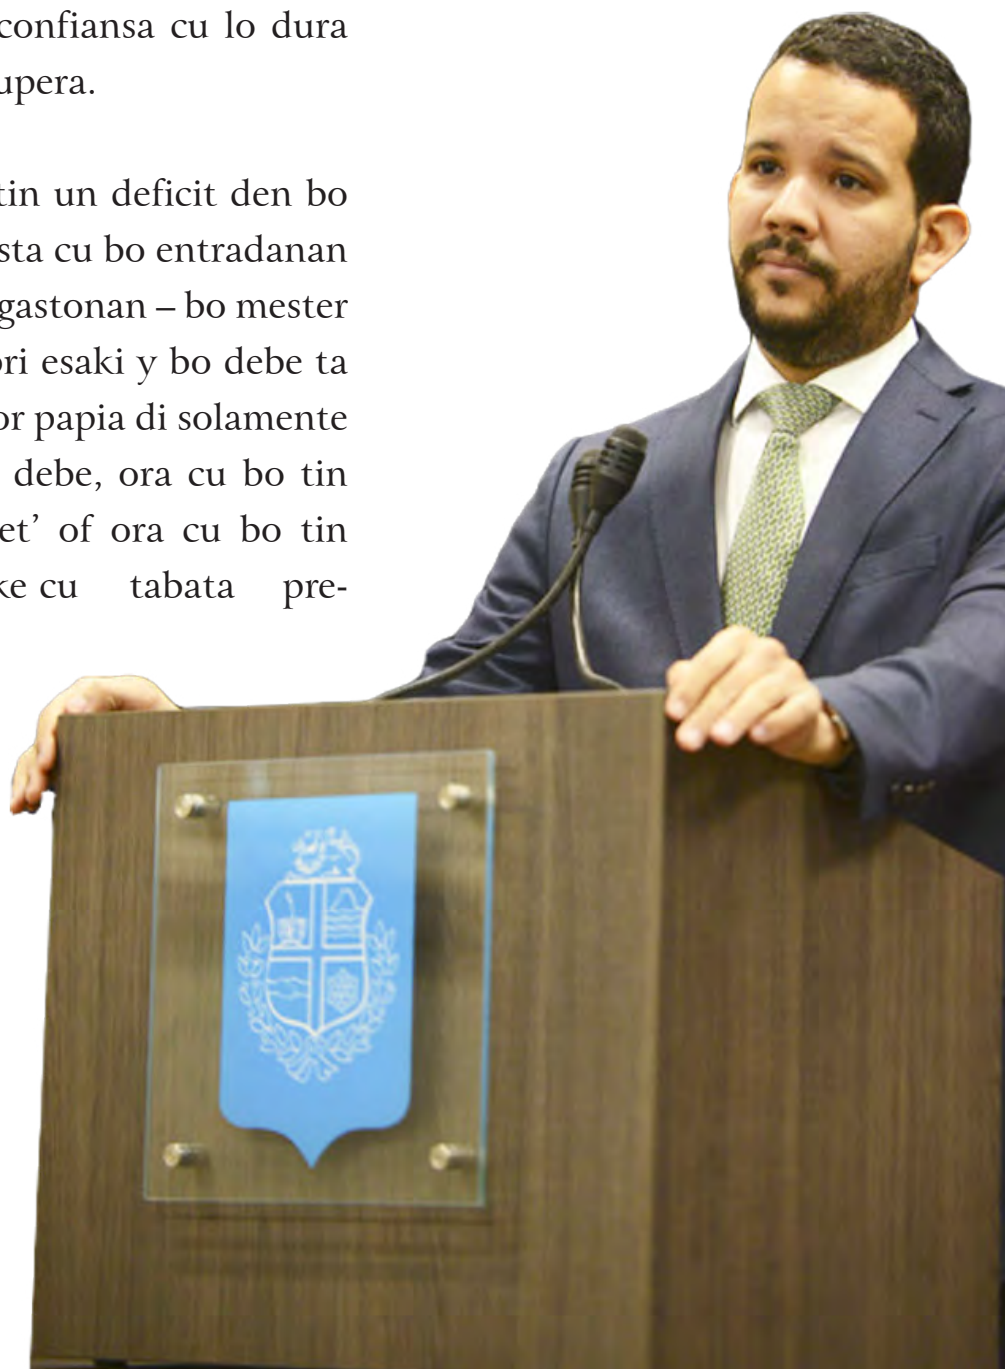 confiansa cu lo dura
upera.
tin un deficit den bo
sta cu bo entradanan
gastonan – bo mester
ori esaki y bo debe ta
or papia di solamente
debe, ora cu bo tin
et’ of ora cu bo tin
ke cu tabata pre-